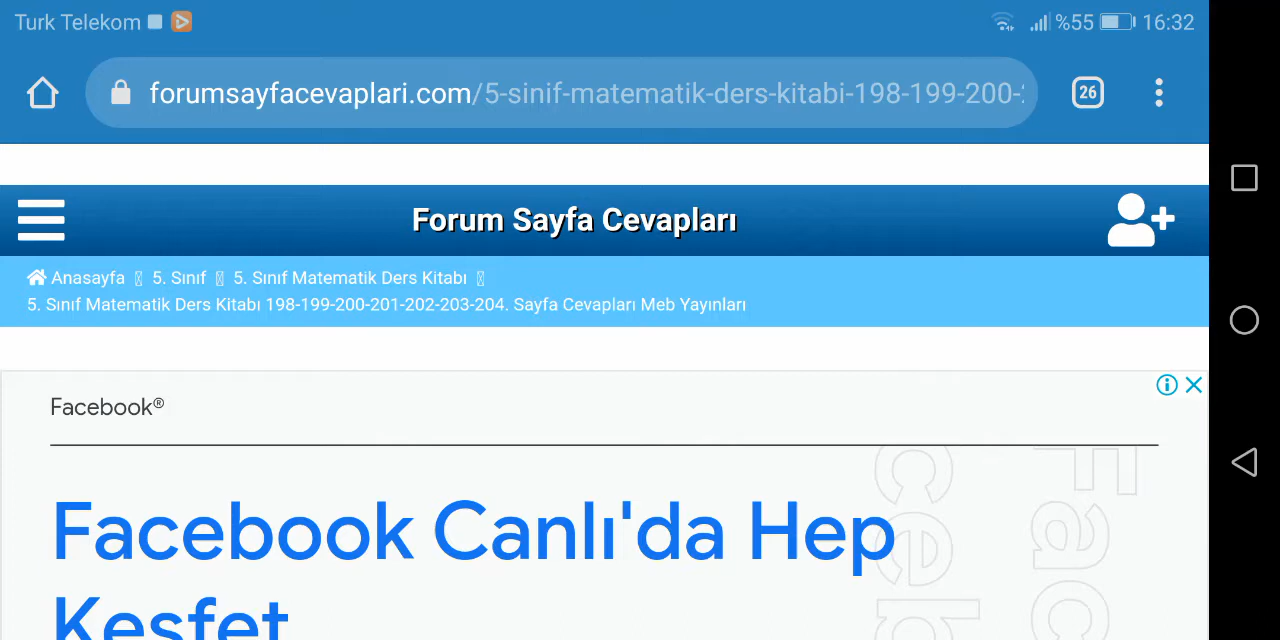 Turk Telekom %55 16:32
forumsayfacevaplari.com/5-sinif-matematik-ders-kitabi-198-199-200- 26
Forum Sayfa Cevapları
Anasayfa 5. Sınıf 5. Sınıf Matematik Ders Kitabı
5. Sınıf Matematik Ders Kitabı 198-199-200-201-202-203-204. Sayfa Cevapları Meb Yayınları
Facebook®
Facebook Canlı'da Hep
Keşfet